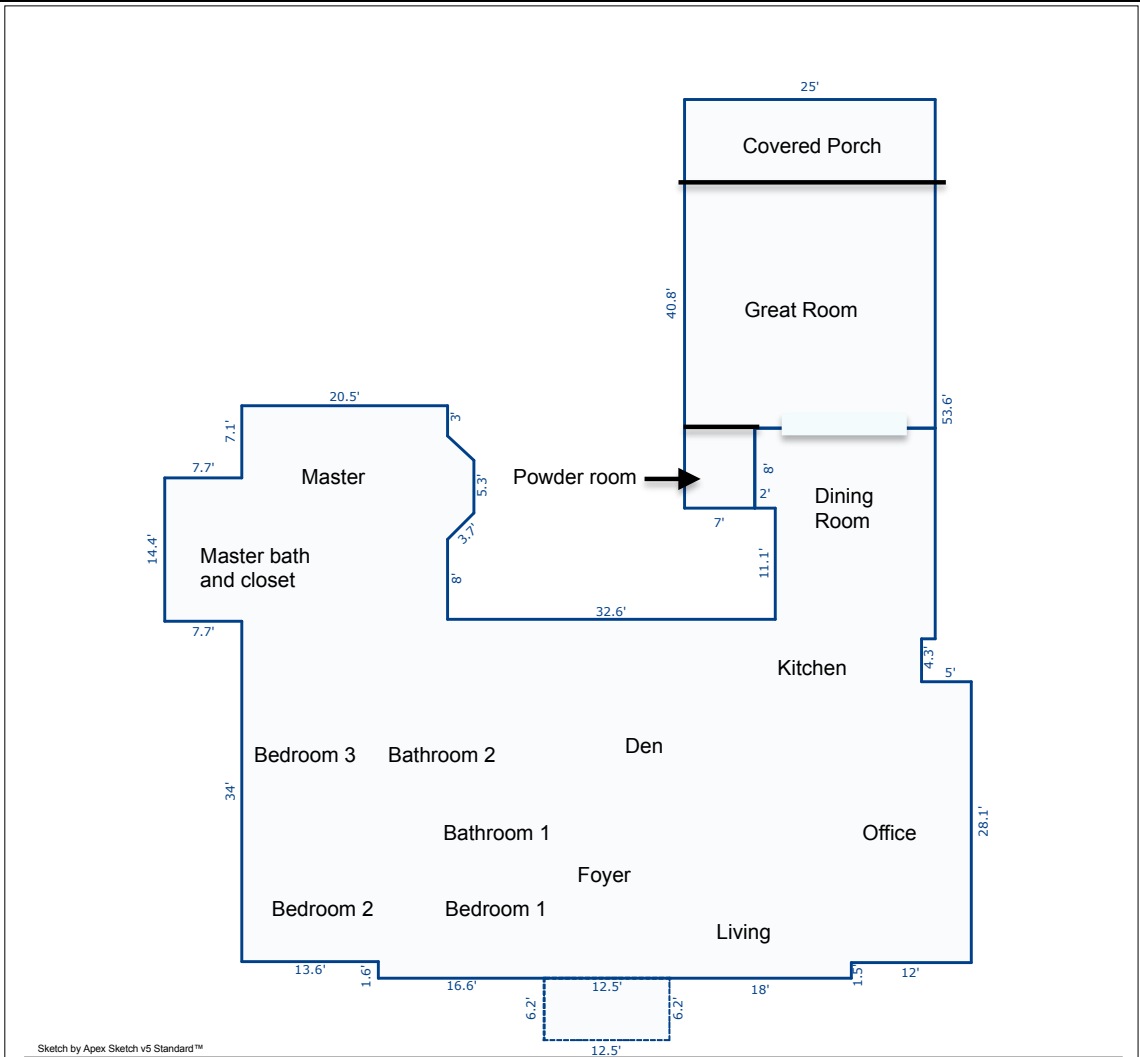 25'
Covered Porch
40.8'
Great Room
53.6'
20.5'
3'
7.1'
7.7'
Master
5.3'
Powder room
8'
2'
Dining
Room
7'
3.7'
14.4'
Master bath
and closet
8'
11.1'
32.6'
7.7'
4.3'
Kitchen
5'
Bedroom 3
Bathroom 2
Den
34'
Bathroom 1
Office
28.1'
Foyer
Bedroom 2
Bedroom 1
Living
13.6'
1.6'
16.6'
12.5'
18'
1.5'
12'
6.2'
6.2'
12.5'
Sketch by Apex Sketch v5 Standard™